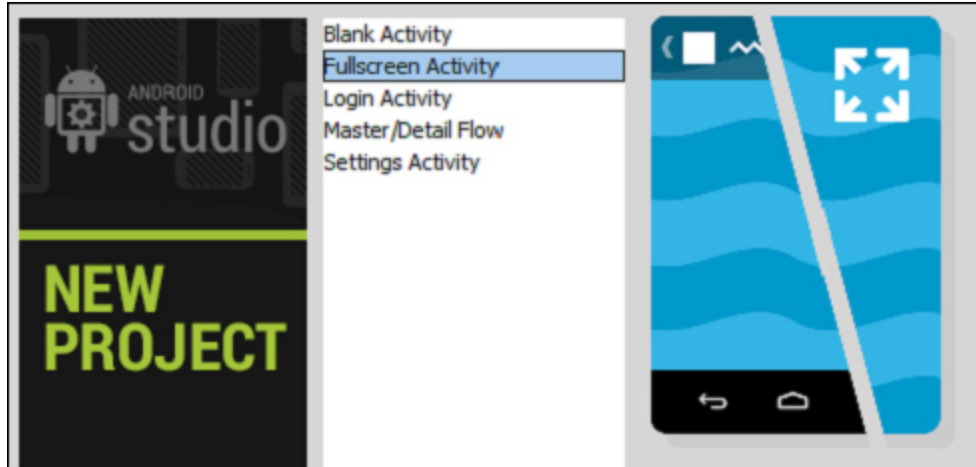 ANDROID
studio
NEW
PROJECT
Blank Activity
Fullscreen Activity
Login Activity
Master/Detail Flow
Settings Activity